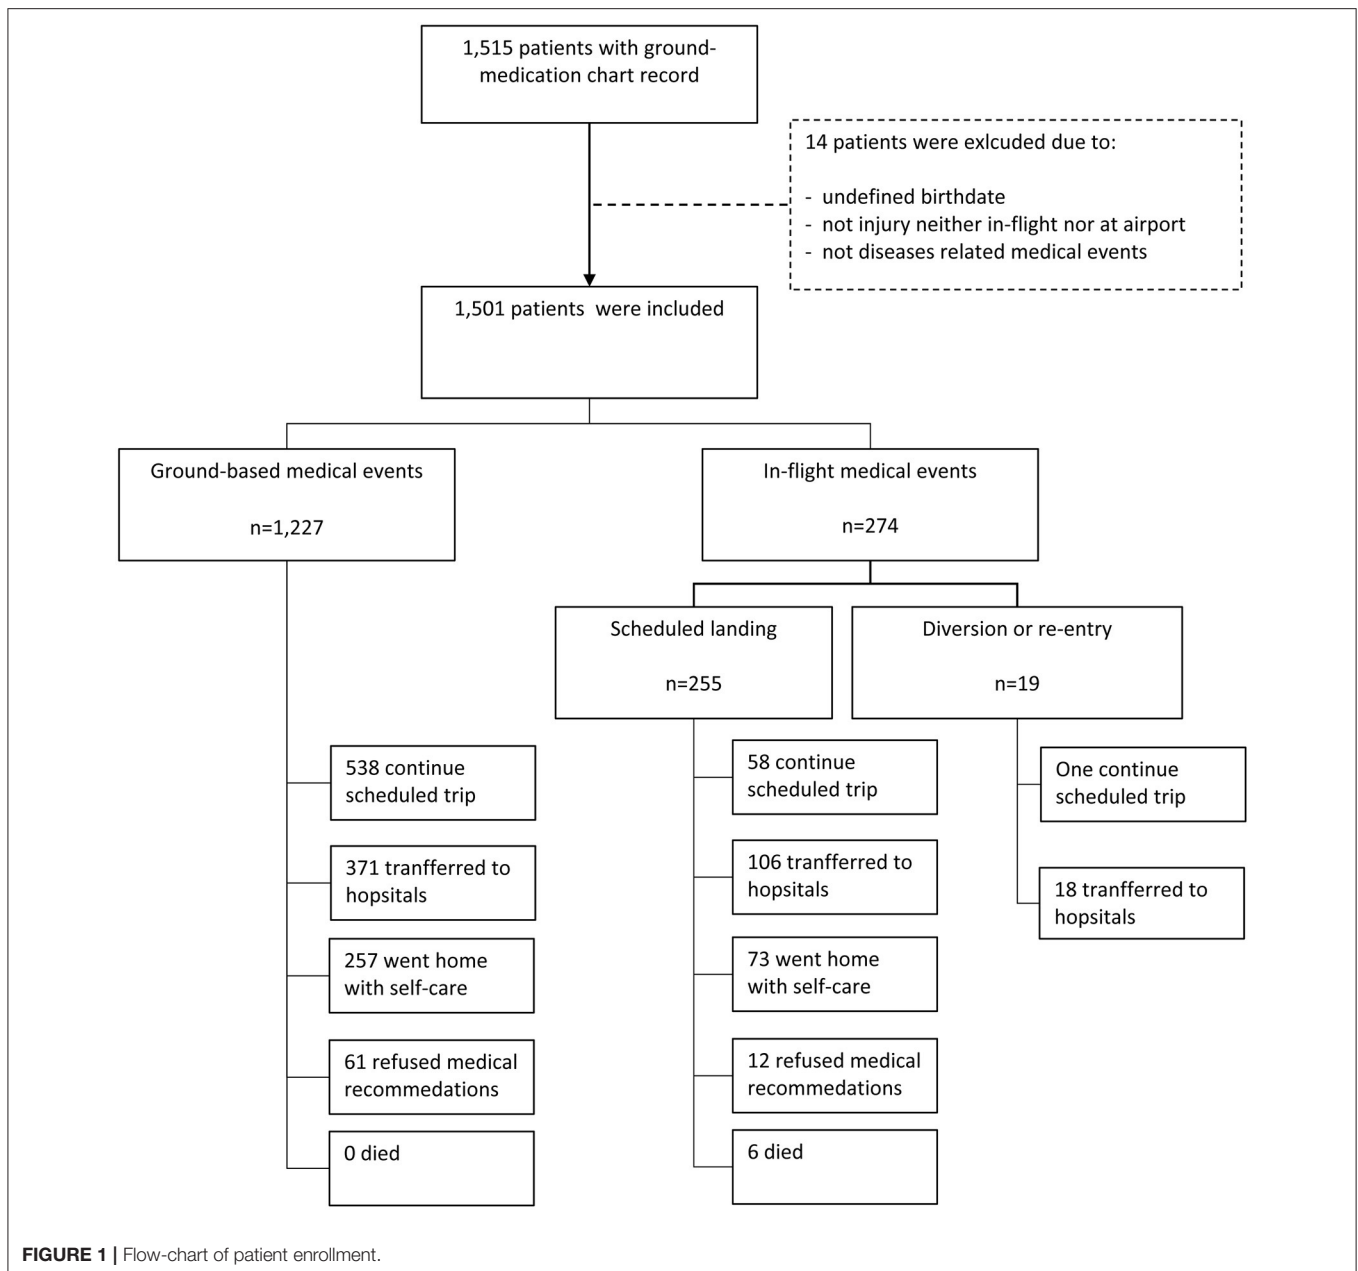 1,515 patients with ground-
medication chart record
14 patients were exlcuded due to:
- undefined birthdate
- not injury neither in-flight nor at airport
- not diseases related medical events
1,501 patients were included
Ground-based medical events
n=1,227
In-flight medical events
n=274
Scheduled landing
n=255
Diversion or re-entry
n=19
538 continue
scheduled trip
371 tranfferred to
hopsitals
257 went home
with self-care
61 refused medical
recommedations
0 died
58 continue
scheduled trip
106 tranfferred to
hopsitals
73 went home
with self-care
12 refused medical
recommedations
6 died
One continue
scheduled trip
18 tranfferred to
hopsitals
FIGURE 1 | Flow-chart of patient enrollment.